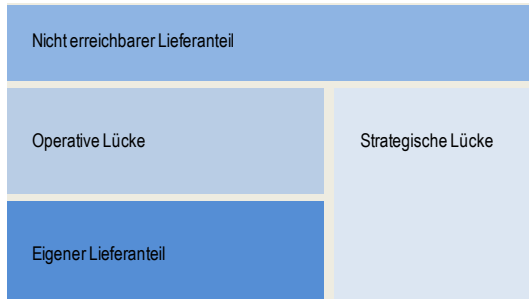 Nicht erreichbarer Lieferanteil
Operative Lücke
Strategische Lücke
Eigener Lieferanteil